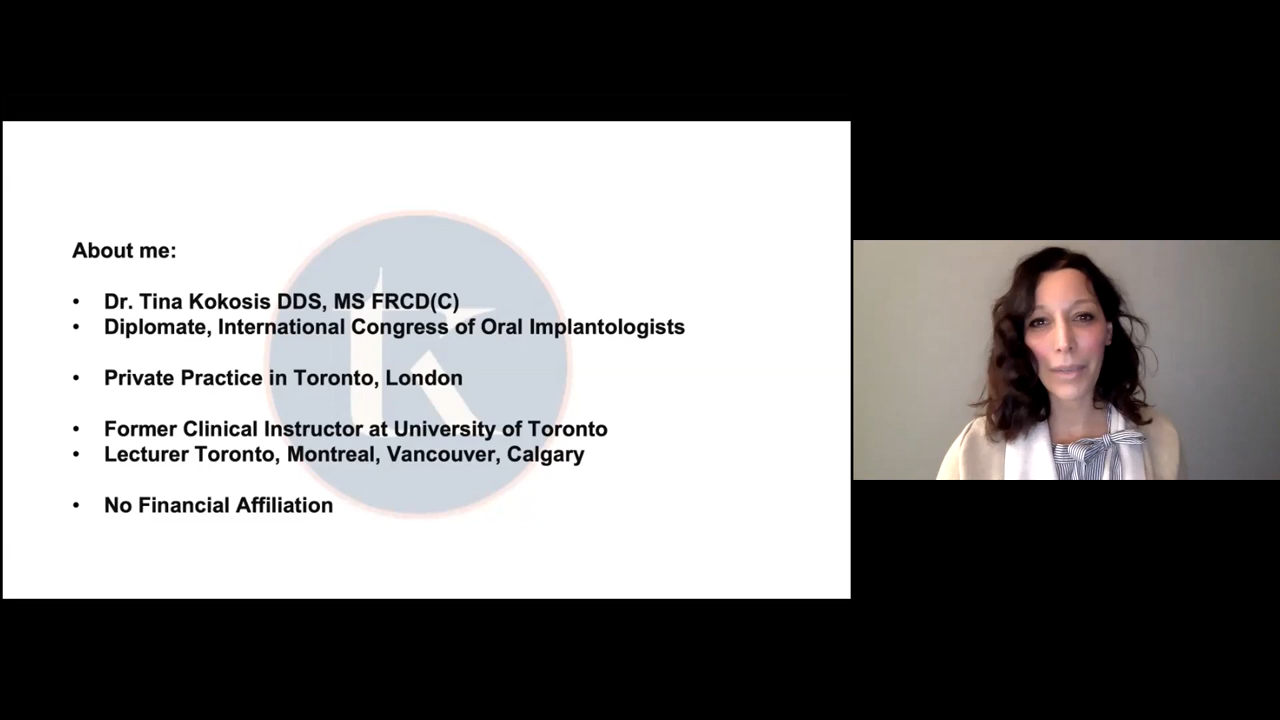 About me:
• Dr. Tina Kokosis DDS, MS FRCD(C)
• Diplomate, International Congress of Oral Implantologists
• Private Practice in Toronto, London
• Former Clinical Instructor at University of Toronto
• Lecturer Toronto, Montreal, Vancouver, Calgary
• No Financial Affiliation